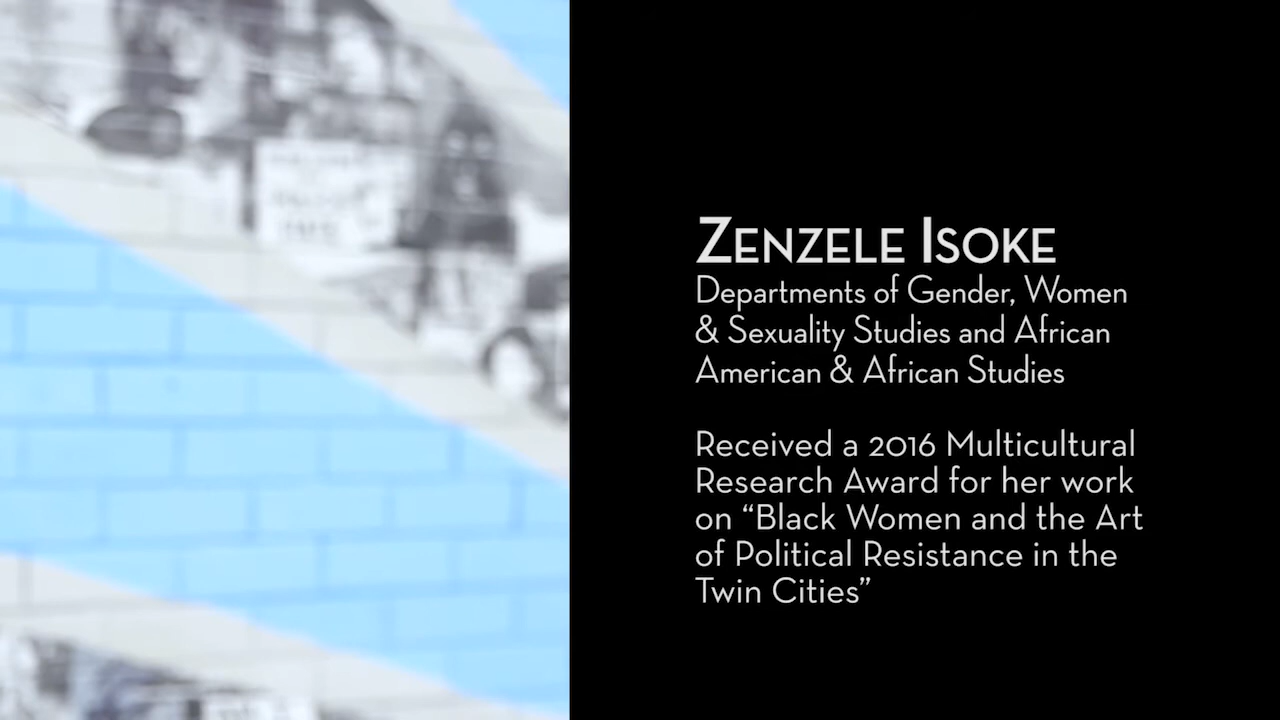 ZENZELE ISOKE
Departments of Gender, Women
& Sexuality Studies and African
American & African Studies
Received a 2016 Multicultural
Research Award for her work
on “Black Women and the Art
of Political Resistance in the
Twin Cities”